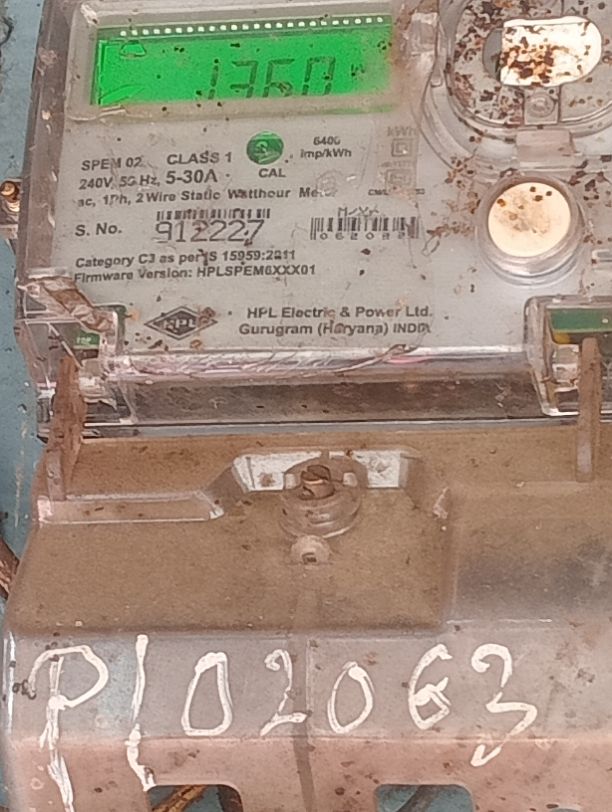 1360
6400
imp/kWh
kWh
SPEM 02 CLASS 1
CAL
240V, 50 Hz, 5-30A
ac, 1Ph, 2 Wire Static Watthour Meter
S. No. 912227
Category C3 as per IS 15959:2011
Firmware Version: HPLSPEM6XXX01
HPL
HPL Electric & Power Ltd.
Gurugram (Haryana) INDIA
P102063